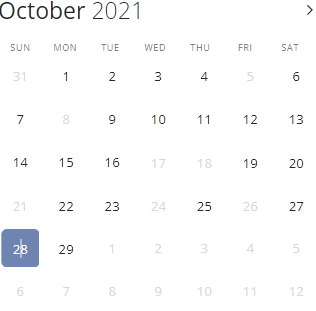 October 2021
SUN MON TUE WED THU FRI SAT
31 1 2 3 4 5 6
7 8 9 10 11 12 13
14 15 16 17 18 19 20
21 22 23 24 25 26 27
28 29 1 2 3 4 5
6 7 8 9 10 11 12